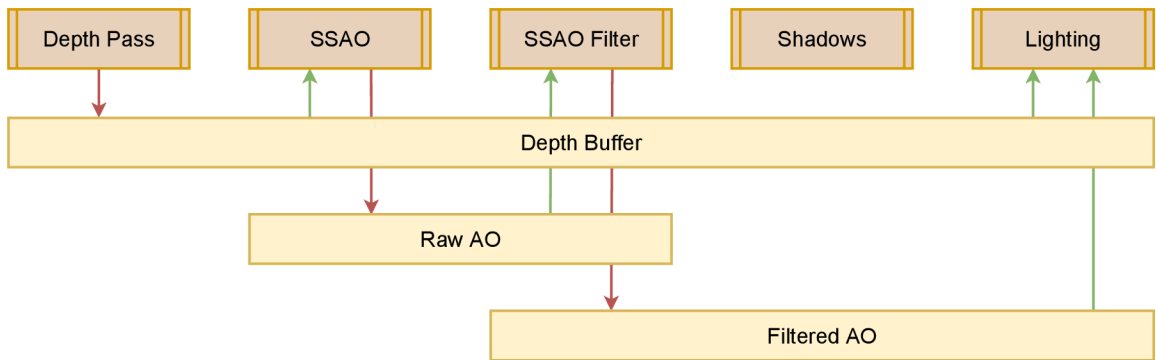 Depth Pass
SSAO
SSAO Filter
Shadows
Lighting
Depth Buffer
Raw AO
Filtered AO